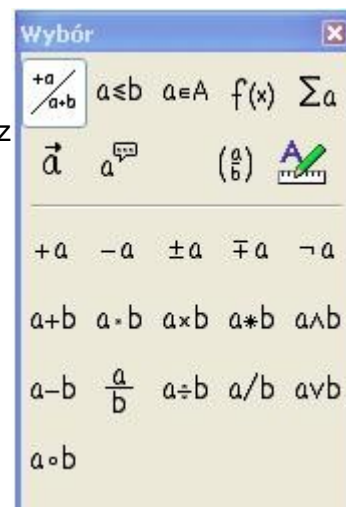 Wybór
+a/a+b a≤b a∈A f(x) Σa
z
a⃗ a (a/b) A
+a −a ±a ∓a ¬a
a+b a·b a×b a∗b a∧b
a−b a/b a÷b a/b a∨b
a∘b